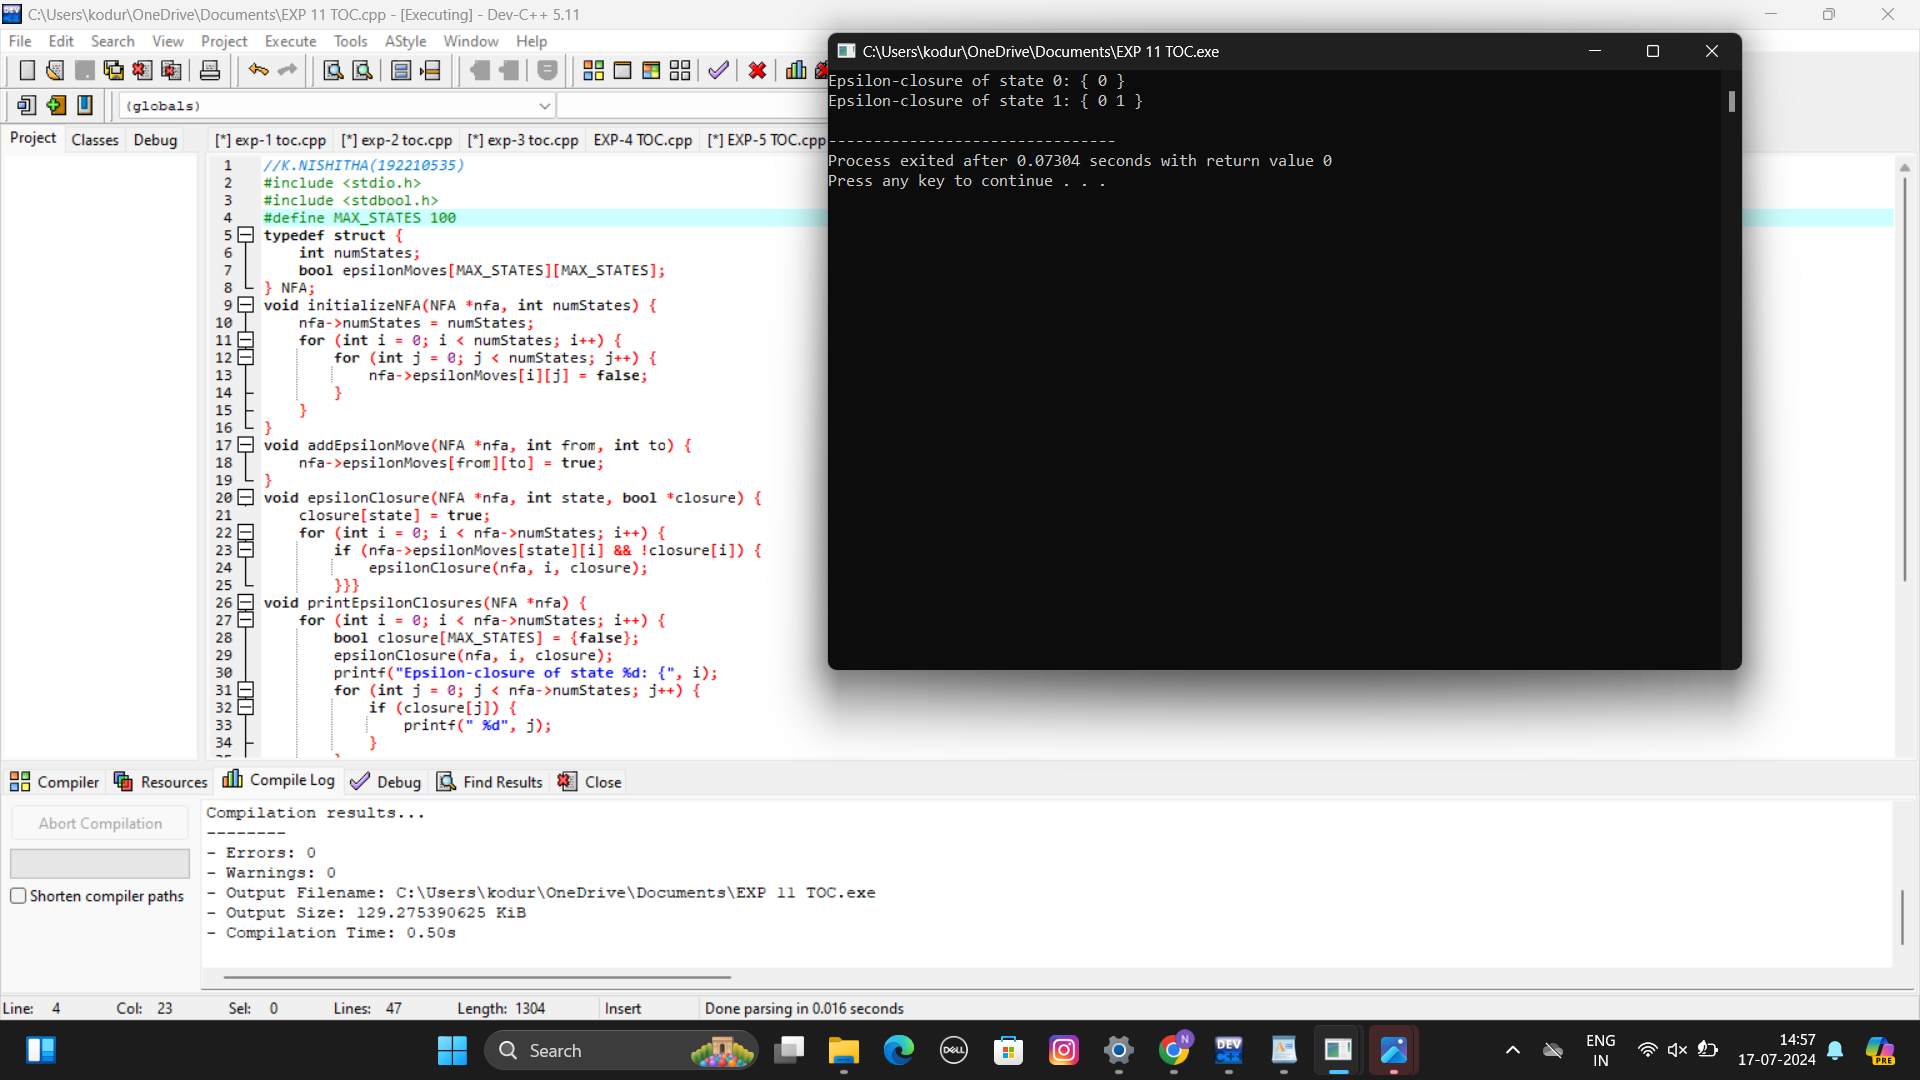 C:\Users\kodur\OneDrive\Documents\EXP 11 TOC.cpp - [Executing] - Dev-C++ 5.11
File Edit Search View Project Execute Tools AStyle Window Help
(globals)
Project Classes Debug
[*] exp-1 toc.cpp [*] exp-2 toc.cpp [*] exp-3 toc.cpp EXP-4 TOC.cpp [*] EXP-5 TOC.cpp
1 //K.NISHITHA(192210535)
2 #include <stdio.h>
3 #include <stdbool.h>
4 #define MAX_STATES 100
5 typedef struct {
6 int numStates;
7 bool epsilonMoves[MAX_STATES][MAX_STATES];
8 } NFA;
9 void initializeNFA(NFA *nfa, int numStates) {
10 nfa->numStates = numStates;
11 for (int i = 0; i < numStates; i++) {
12 for (int j = 0; j < numStates; j++) {
13 nfa->epsilonMoves[i][j] = false;
14 }
15 }
16 }
17 void addEpsilonMove(NFA *nfa, int from, int to) {
18 nfa->epsilonMoves[from][to] = true;
19 }
20 void epsilonClosure(NFA *nfa, int state, bool *closure) {
21 closure[state] = true;
22 for (int i = 0; i < nfa->numStates; i++) {
23 if (nfa->epsilonMoves[state][i] && !closure[i]) {
24 epsilonClosure(nfa, i, closure);
25 }}}
26 void printEpsilonClosures(NFA *nfa) {
27 for (int i = 0; i < nfa->numStates; i++) {
28 bool closure[MAX_STATES] = {false};
29 epsilonClosure(nfa, i, closure);
30 printf("Epsilon-closure of state %d: {", i);
31 for (int j = 0; j < nfa->numStates; j++) {
32 if (closure[j]) {
33 printf(" %d", j);
34 }
C:\Users\kodur\OneDrive\Documents\EXP 11 TOC.exe
Epsilon-closure of state 0: { 0 }
Epsilon-closure of state 1: { 0 1 }
--------------------------------
Process exited after 0.07304 seconds with return value 0
Press any key to continue . . .
Compiler Resources Compile Log Debug Find Results Close
Abort Compilation
Shorten compiler paths
Compilation results...
--------
- Errors: 0
- Warnings: 0
- Output Filename: C:\Users\kodur\OneDrive\Documents\EXP 11 TOC.exe
- Output Size: 129.275390625 KiB
- Compilation Time: 0.50s
Line: 4 Col: 23 Sel: 0 Lines: 47 Length: 1304 Insert Done parsing in 0.016 seconds
Search
DELL
N
DEV C++
ENG
IN
14:57
17-07-2024
PRE